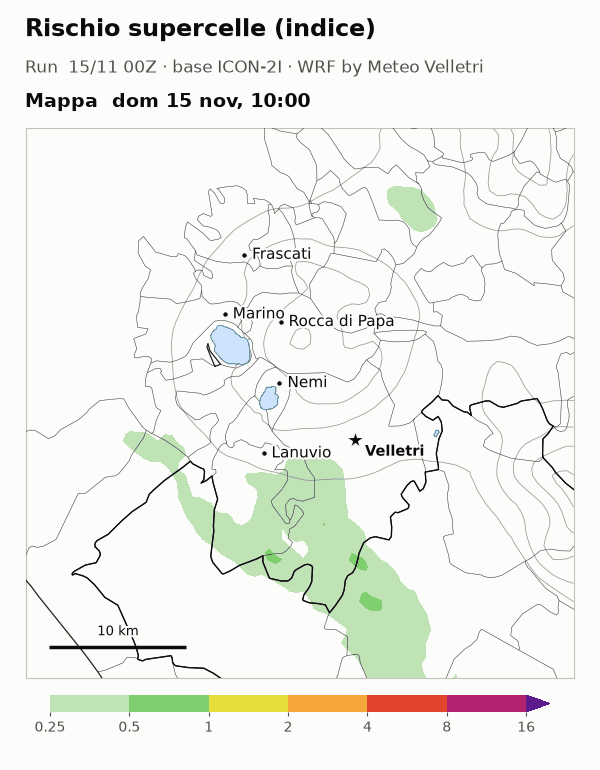 Rischio supercelle (indice)
Run  15/11 00Z · base ICON-2I · WRF by Meteo Velletri
Mappa  dom 15 nov, 10:00
Frascati
Marino
Rocca di Papa
Nemi
Velletri
Lanuvio
10 km
0.25 0.5 1 2 4 8 16